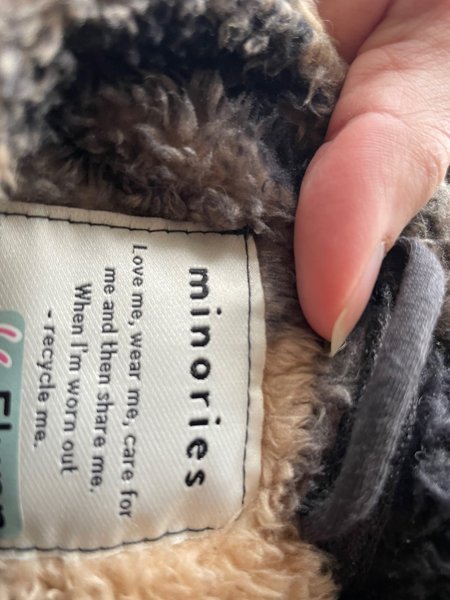 minories
Love me, wear me, care for
me and then share me.
When I'm worn out
- recycle me.